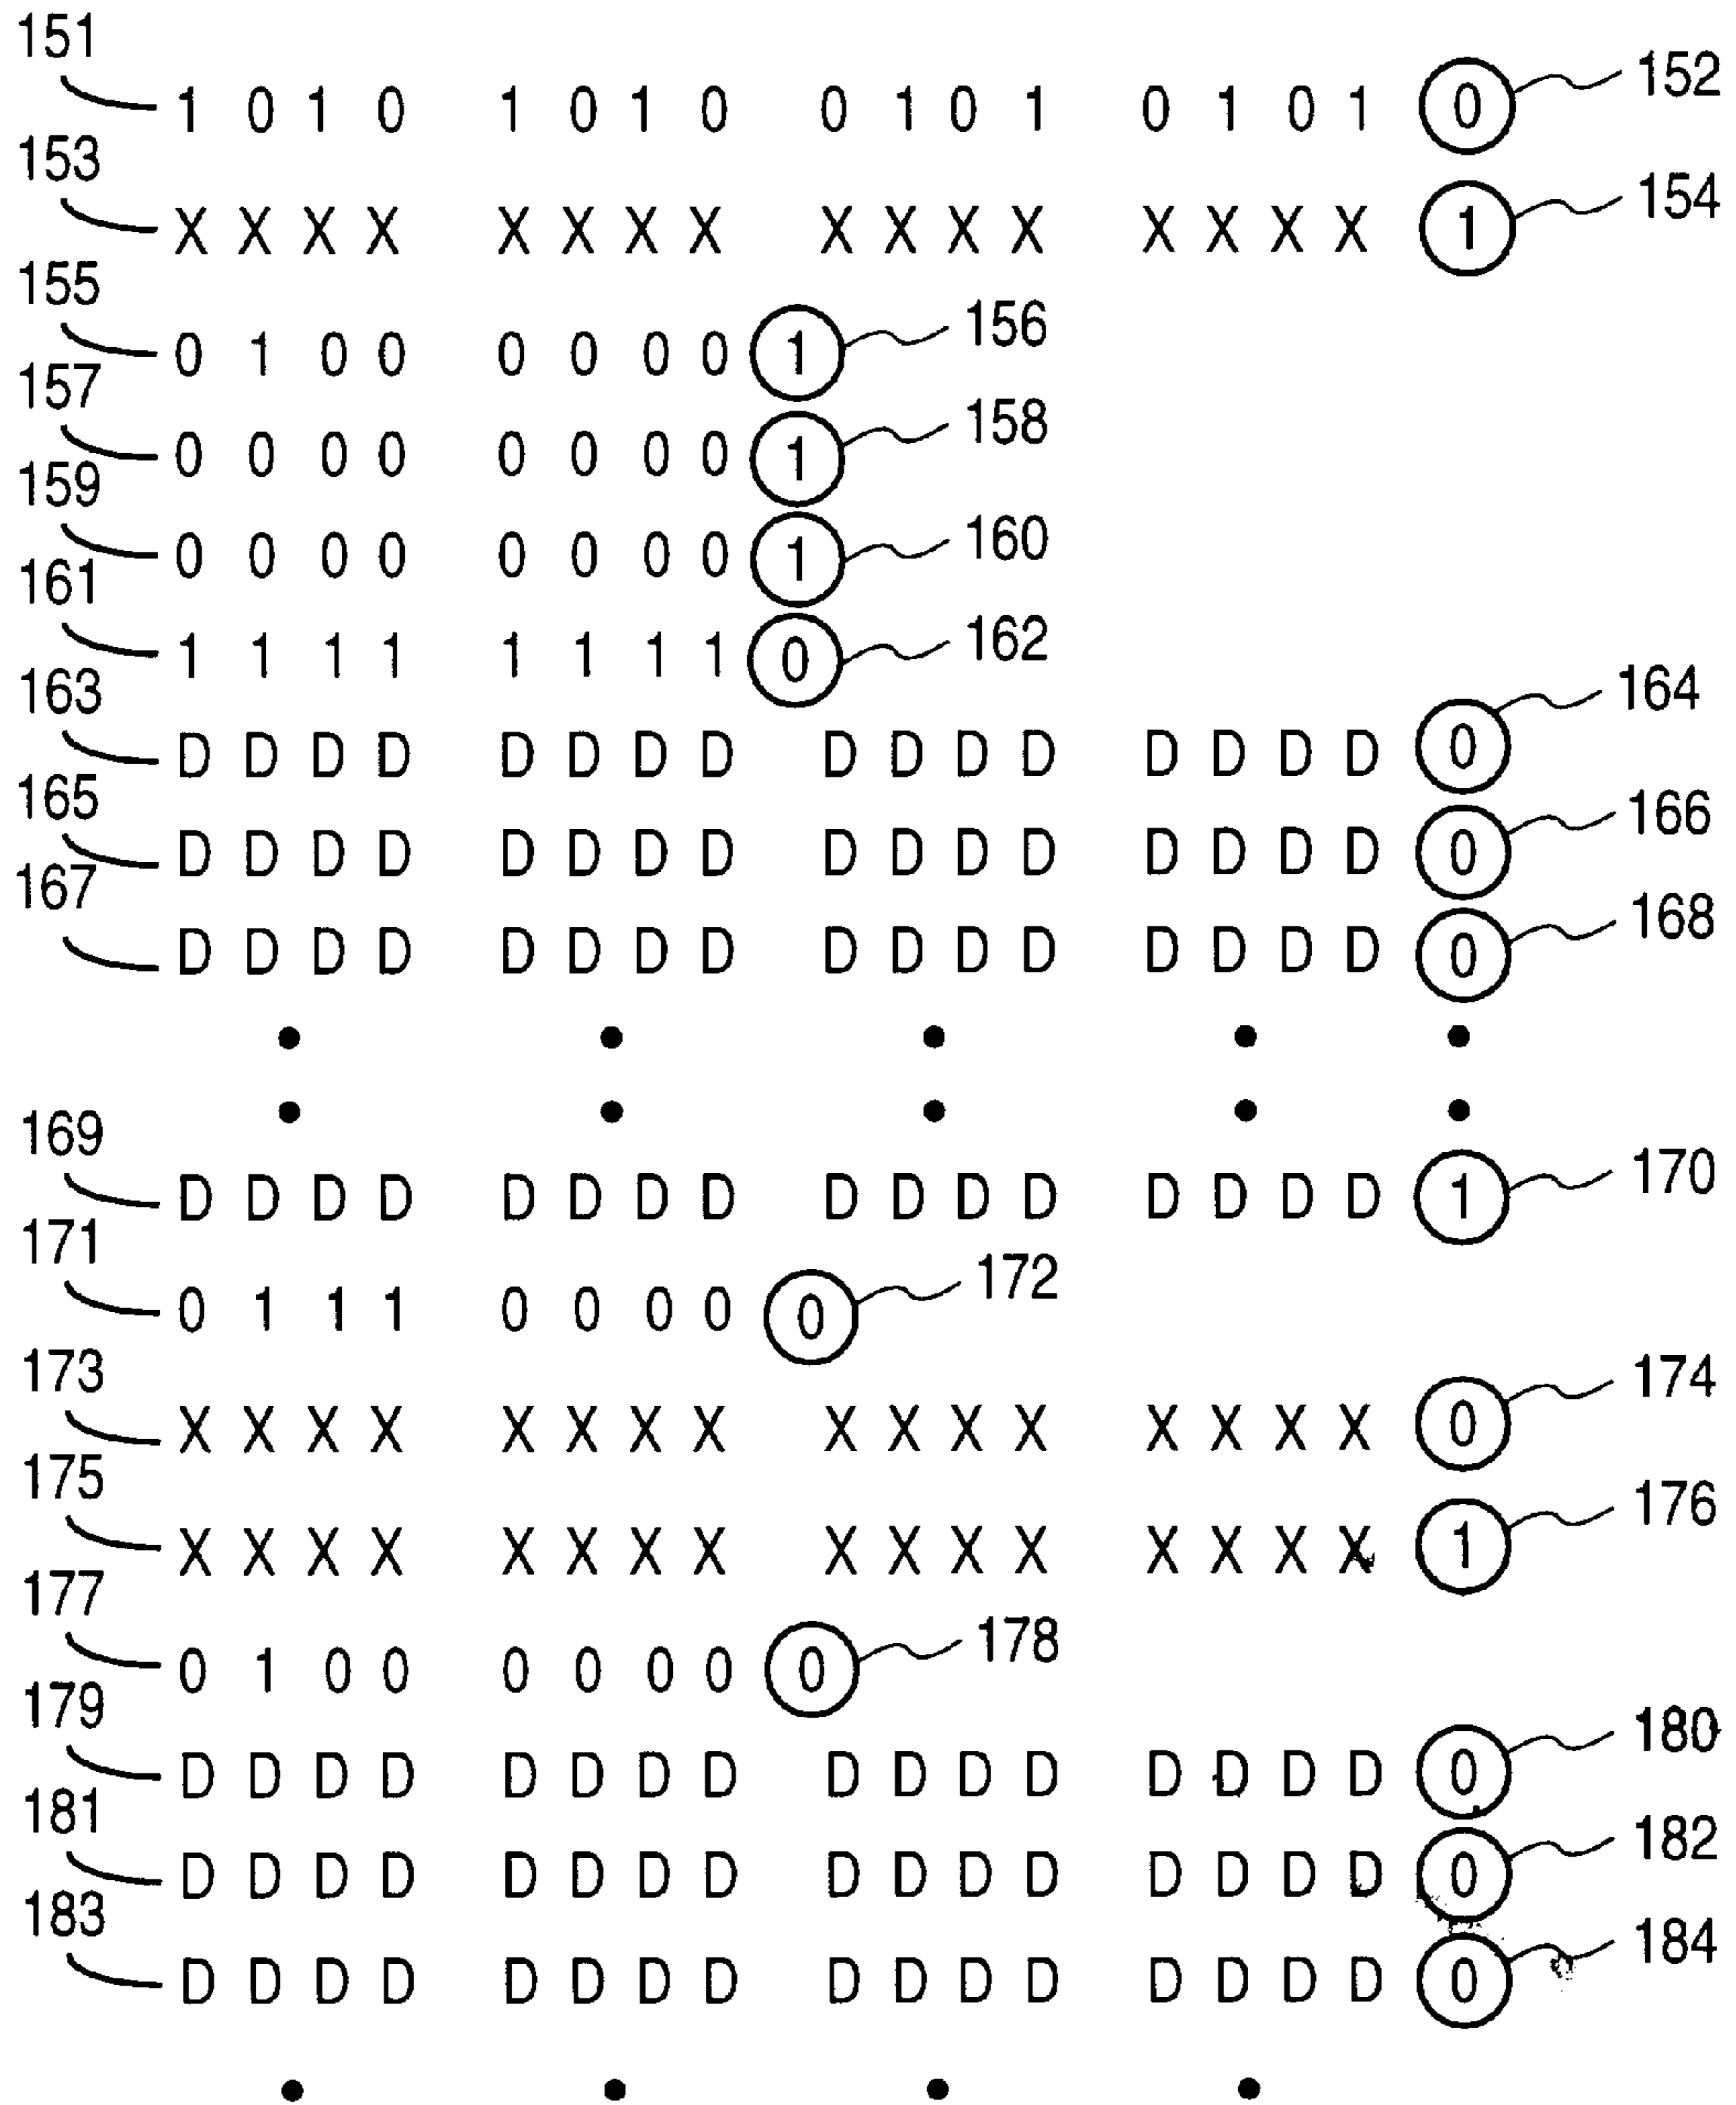 151
1 0 1 0 1 0 1 0 0 1 0 1 0 1 0 1 0 152
153
X X X X X X X X X X X X X X X X 1 154
155
0 1 0 0 0 0 0 0 1 156
157
0 0 0 0 0 0 0 0 1 158
159
0 0 0 0 0 0 0 0 1 160
161
1 1 1 1 1 1 1 1 0 162
163
D D D D D D D D D D D D D D D D 0 164
165
D D D D D D D D D D D D D D D D 0 166
167
D D D D D D D D D D D D D D D D 0 168
169
D D D D D D D D D D D D D D D D 1 170
171
0 1 1 1 0 0 0 0 0 172
173
X X X X X X X X X X X X X X X X 0 174
175
X X X X X X X X X X X X X X X X 1 176
177
0 1 0 0 0 0 0 0 0 178
179
D D D D D D D D D D D D D D D D 0 180
181
D D D D D D D D D D D D D D D D 0 182
183
D D D D D D D D D D D D D D D D 0 184